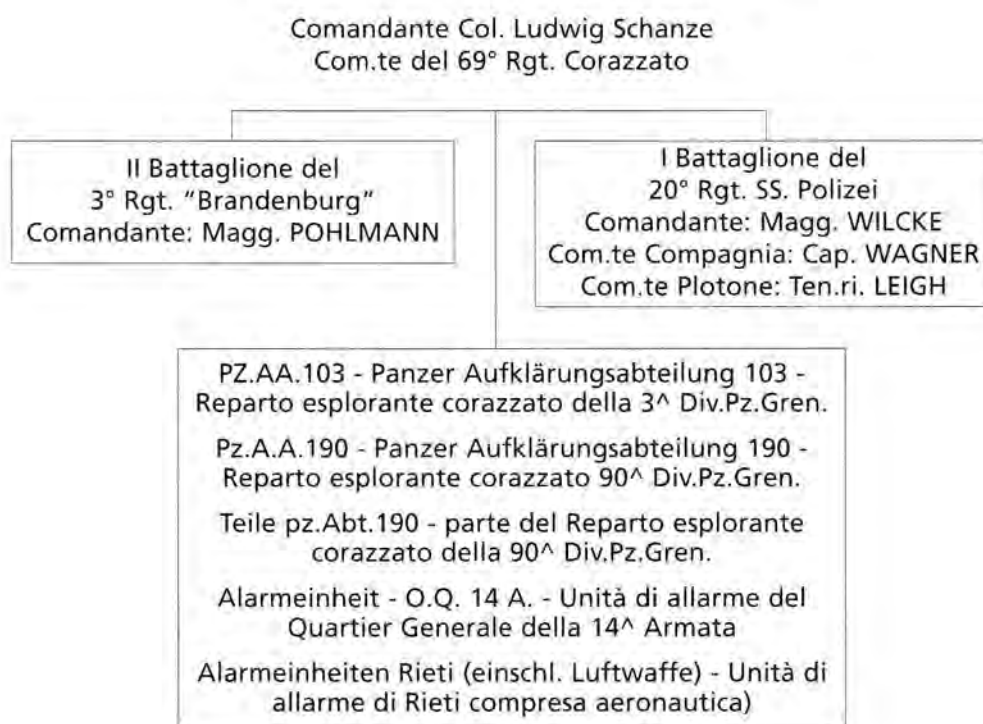 Comandante Col. Ludwig Schanze
Com.te del 69° Rgt. Corazzato
II Battaglione del
3° Rgt. "Brandenburg"
Comandante: Magg. POHLMANN
I Battaglione del
20° Rgt. SS. Polizei
Comandante: Magg. WILCKE
Com.te Compagnia: Cap. WAGNER
Com.te Plotone: Ten.ri. LEIGH
PZ.AA.103 - Panzer Aufklärungsabteilung 103 -
Reparto esplorante corazzato della 3^ Div.Pz.Gren.
Pz.A.A.190 - Panzer Aufklärungsabteilung 190 -
Reparto esplorante corazzato 90^ Div.Pz.Gren.
Teile pz.Abt.190 - parte del Reparto esplorante
corazzato della 90^ Div.Pz.Gren.
Alarmeinheit - O.Q. 14 A. - Unità di allarme del
Quartier Generale della 14^ Armata
Alarmeinheiten Rieti (einschl. Luftwaffe) - Unità di
allarme di Rieti compresa aeronautica)